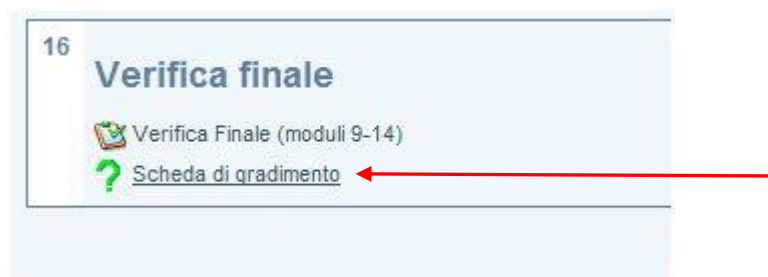 16
Verifica finale
Verifica Finale (moduli 9-14)
Scheda di gradimento